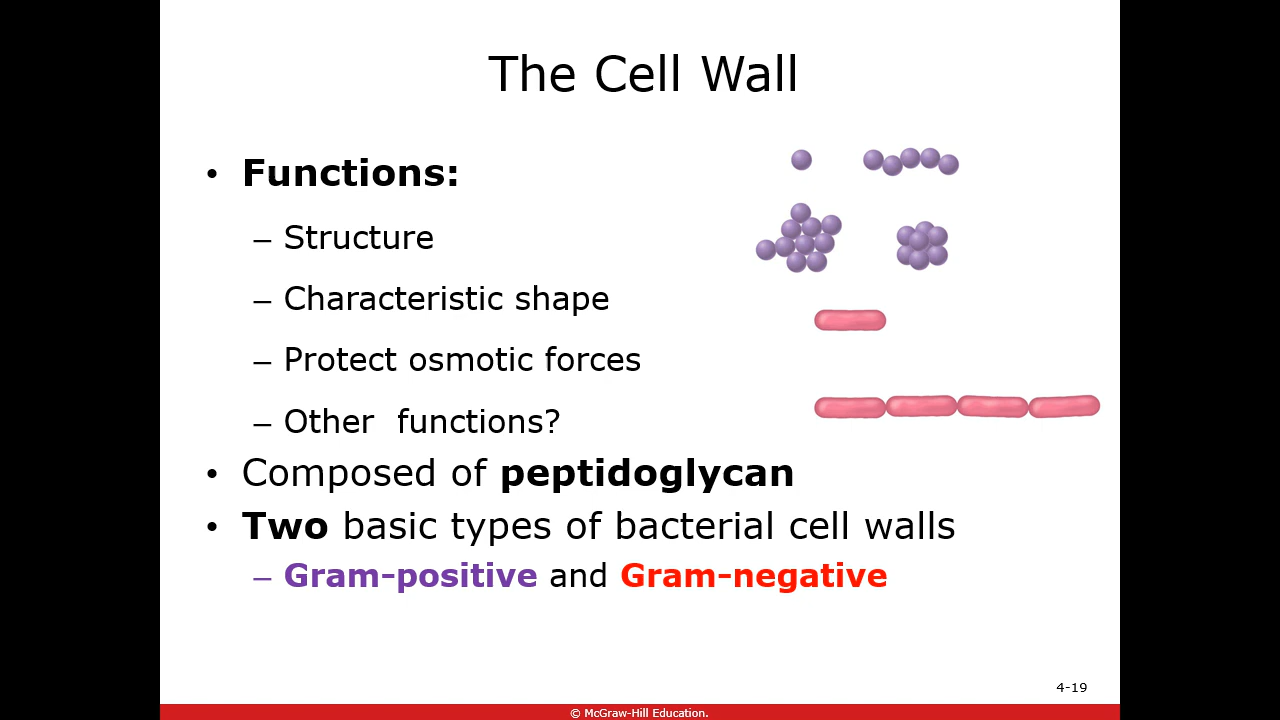 The Cell Wall
• Functions:
– Structure
– Characteristic shape
– Protect osmotic forces
– Other  functions?
• Composed of peptidoglycan
• Two basic types of bacterial cell walls
– Gram-positive and Gram-negative
4-19
© McGraw-Hill Education.